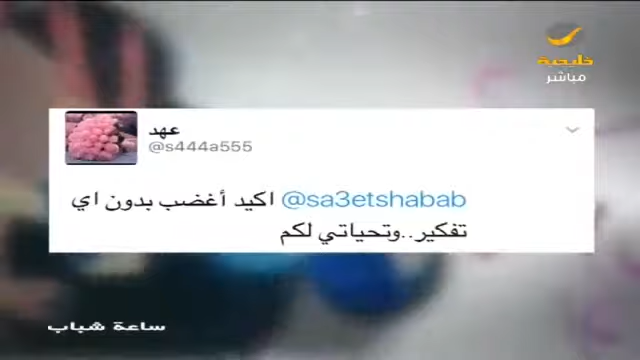 خليجية
مباشر
عهد
@s444a555
@sa3etshabab اكيد أغضب بدون اي
تفكير..وتحياتي لكم
ساعة شباب